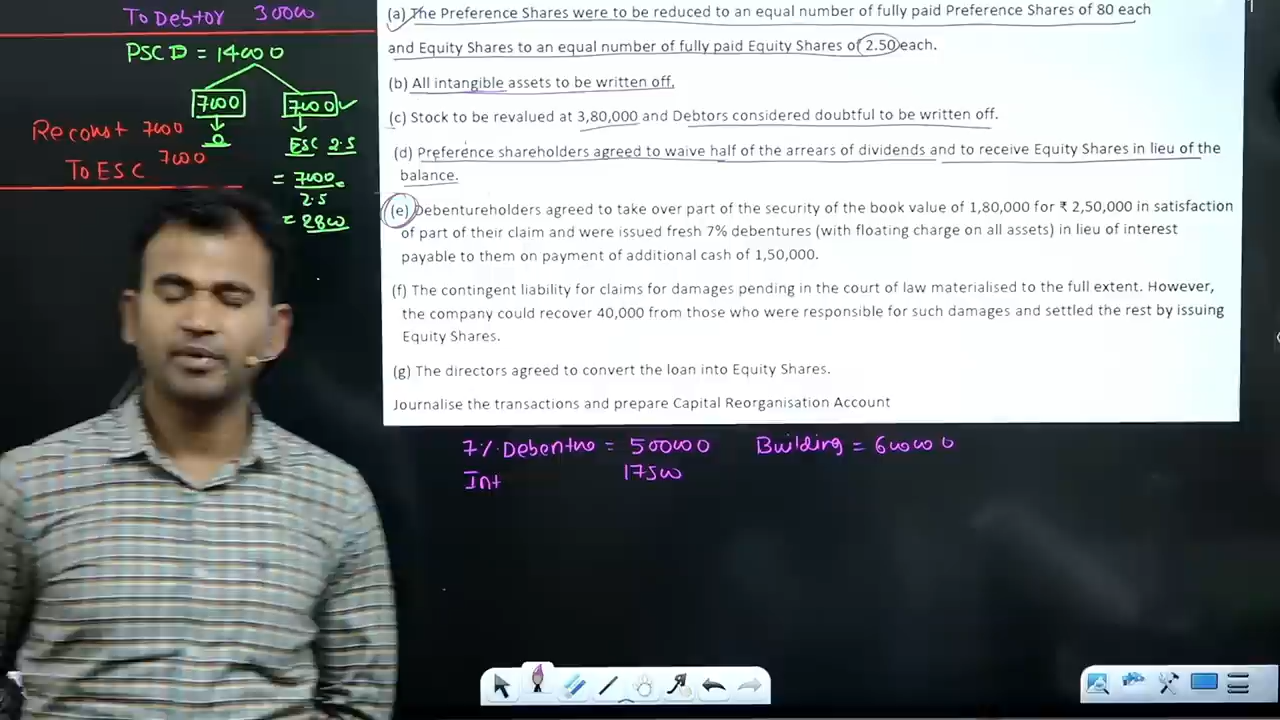 To Debtor 30000
PSCD = 14000
7000 7000
0 ESC 2.5
Reconst 7000
To ESC 7000
= 7000
2.5
= 2800
(a) The Preference Shares were to be reduced to an equal number of fully paid Preference Shares of 80 each
and Equity Shares to an equal number of fully paid Equity Shares of 2.50 each.
(b) All intangible assets to be written off,
(c) Stock to be revalued at 3,80,000 and Debtors considered doubtful to be written off.
(d) Preference shareholders agreed to waive half of the arrears of dividends and to receive Equity Shares in lieu of the
balance.
(e) Debentureholders agreed to take over part of the security of the book value of 1,80,000 for ₹ 2,50,000 in satisfaction
of part of their claim and were issued fresh 7% debentures (with floating charge on all assets) in lieu of interest
payable to them on payment of additional cash of 1,50,000.
(f) The contingent liability for claims for damages pending in the court of law materialised to the full extent. However,
the company could recover 40,000 from those who were responsible for such damages and settled the rest by issuing
Equity Shares.
(g) The directors agreed to convert the loan into Equity Shares.
Journalise the transactions and prepare Capital Reorganisation Account
7% Debentue = 500000 Building = 600000
Int 17500